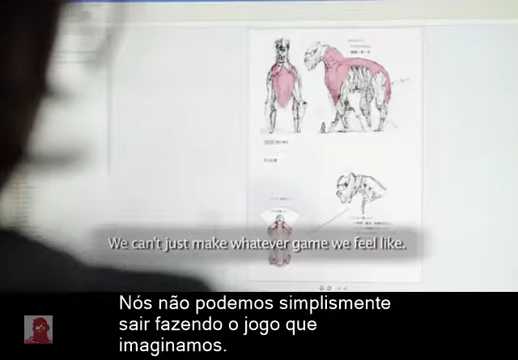 We can't just make whatever game we feel like.
Nós não podemos simplismente
sair fazendo o jogo que
imaginamos.